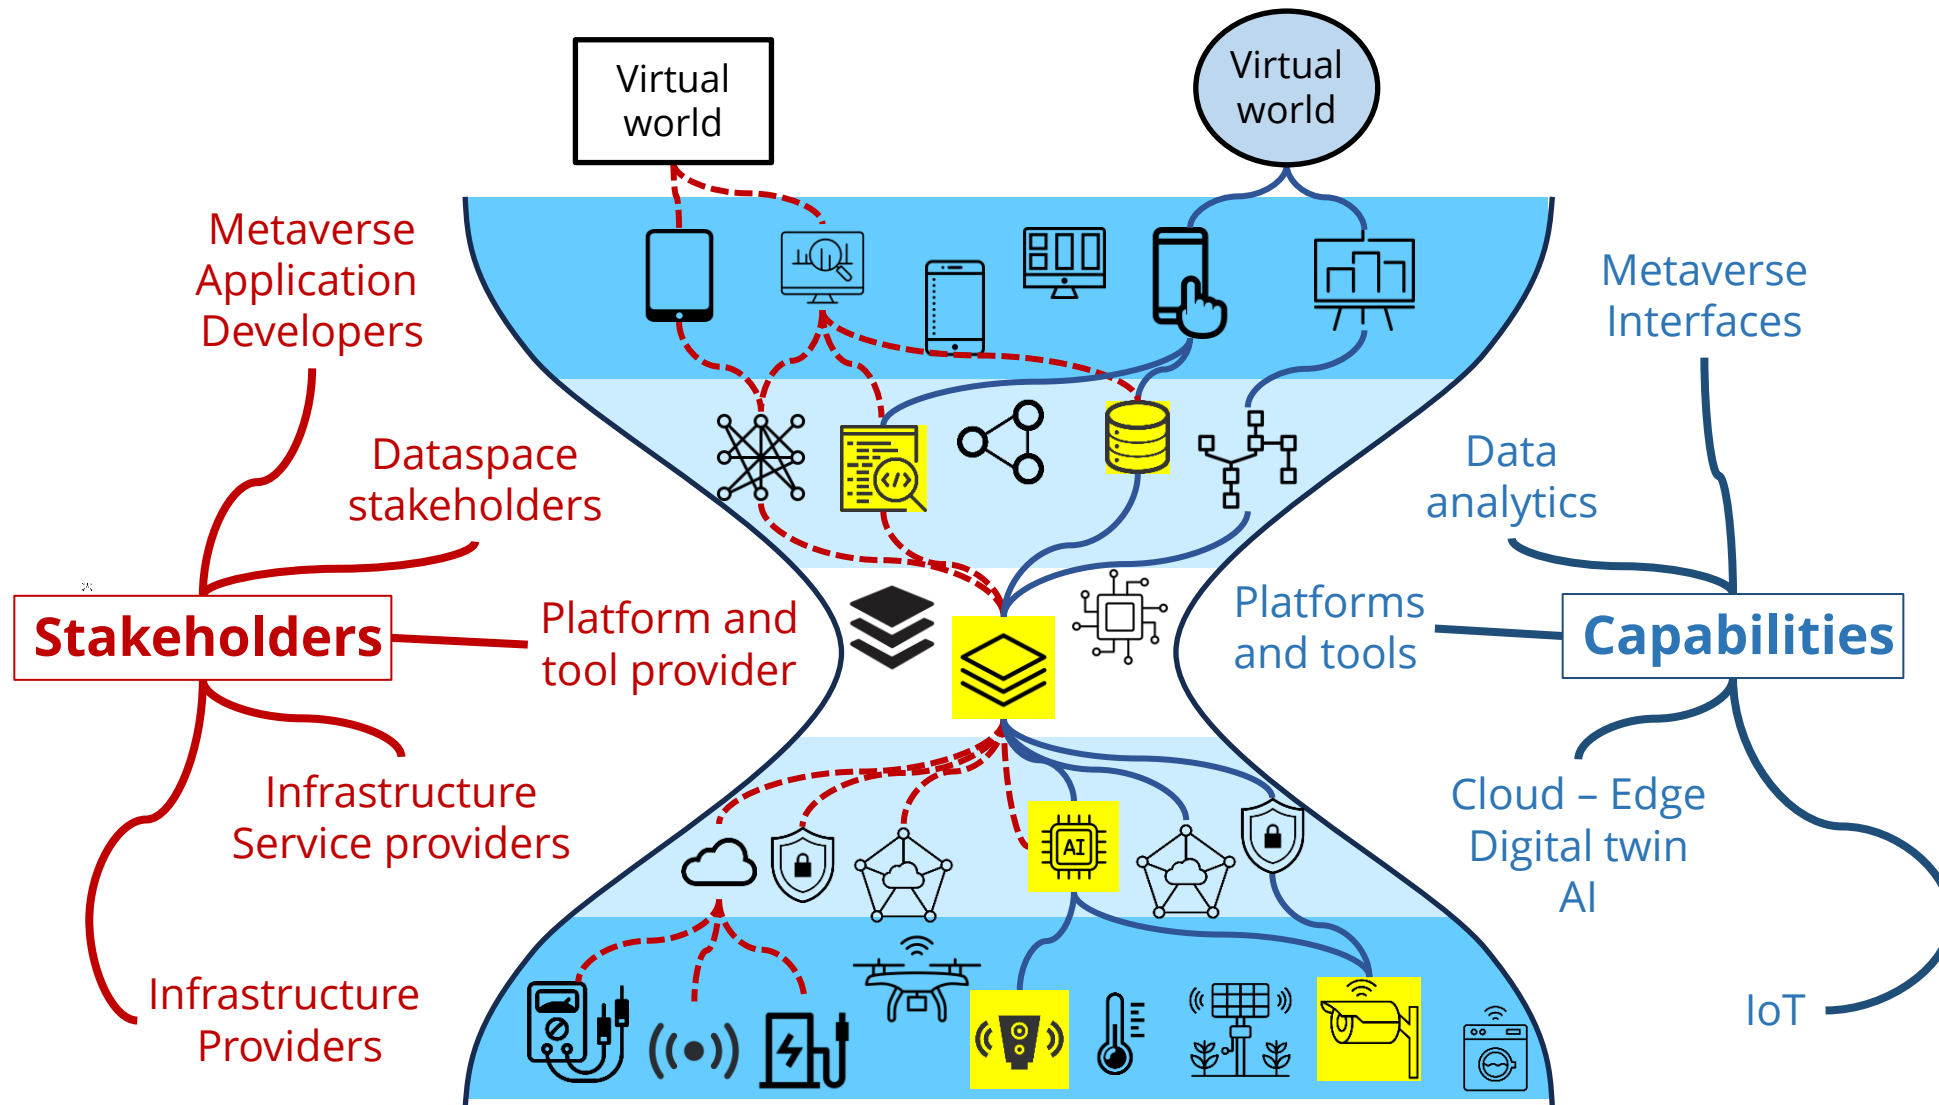 Virtual
world
Virtual
world
Metaverse
Application
Developers
Metaverse
Interfaces
Dataspace
stakeholders
Data
analytics
</>
Stakeholders
Platform and
tool provider
Platforms
and tools
Capabilities
Infrastructure
Service providers
Cloud – Edge
Digital twin
AI
AI
Infrastructure
Providers
IoT